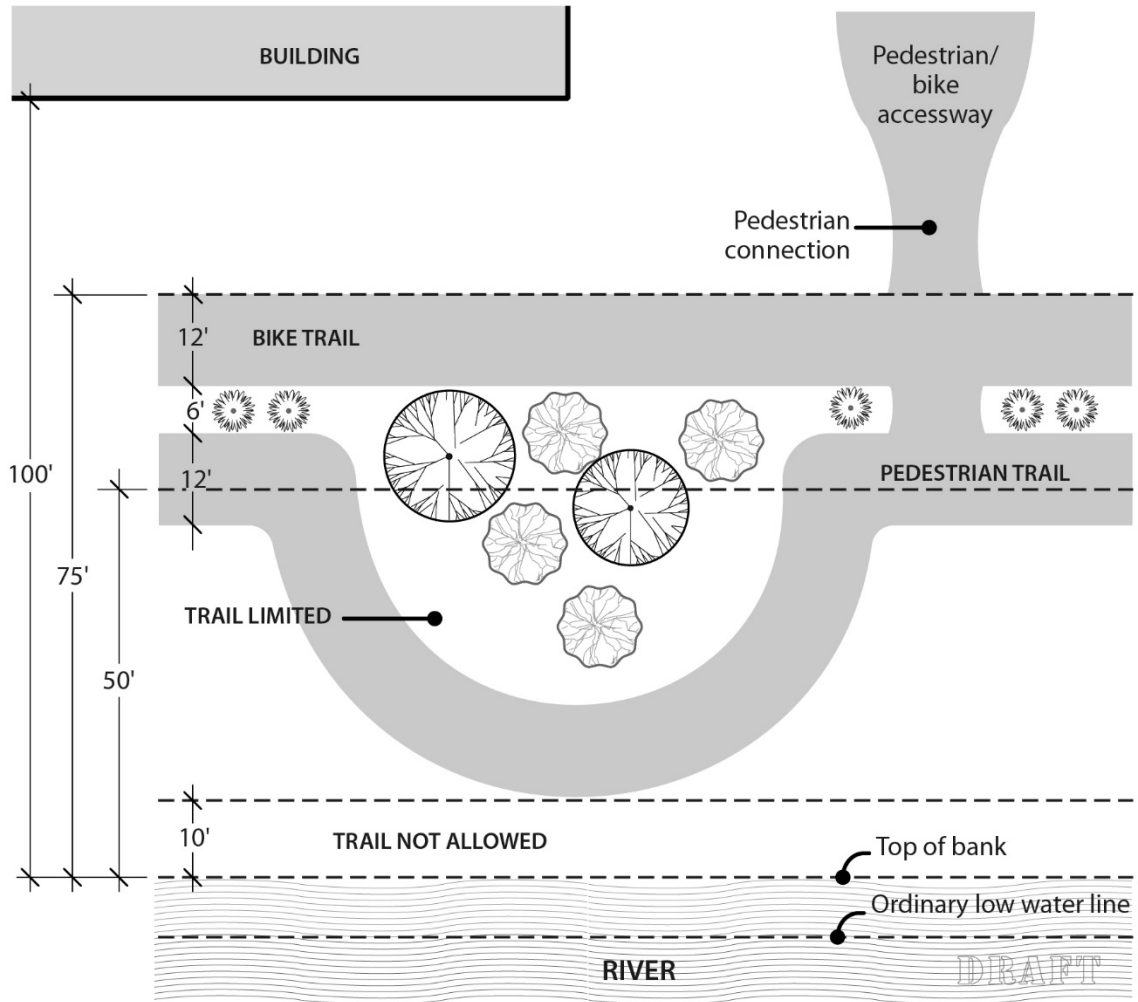 BUILDING
Pedestrian/
bike
accessway
Pedestrian
connection
12'
BIKE TRAIL
6'
100'
12'
PEDESTRIAN TRAIL
75'
TRAIL LIMITED
50'
10'
TRAIL NOT ALLOWED
Top of bank
Ordinary low water line
RIVER
DRAFT